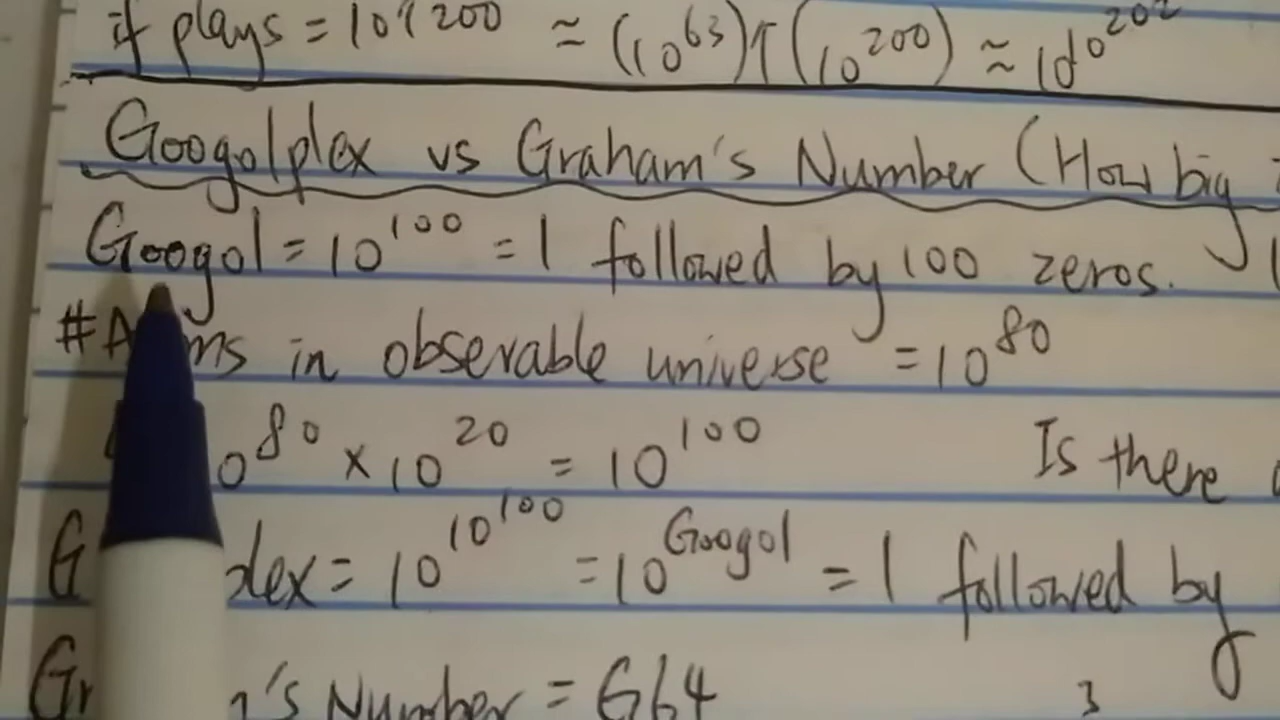 if plays = 10↑200 ≈ (10^63)↑(10^200) ≈ 10^10^202
Googolplex vs Graham's Number (How big
Googol = 10^100 = 1 followed by 100 zeros.
# in observable universe = 10^80
0^80 × 10^20 = 10^100 Is there
= 10^10^100 = 10^Googol = 1 followed by
's Number = G64 3